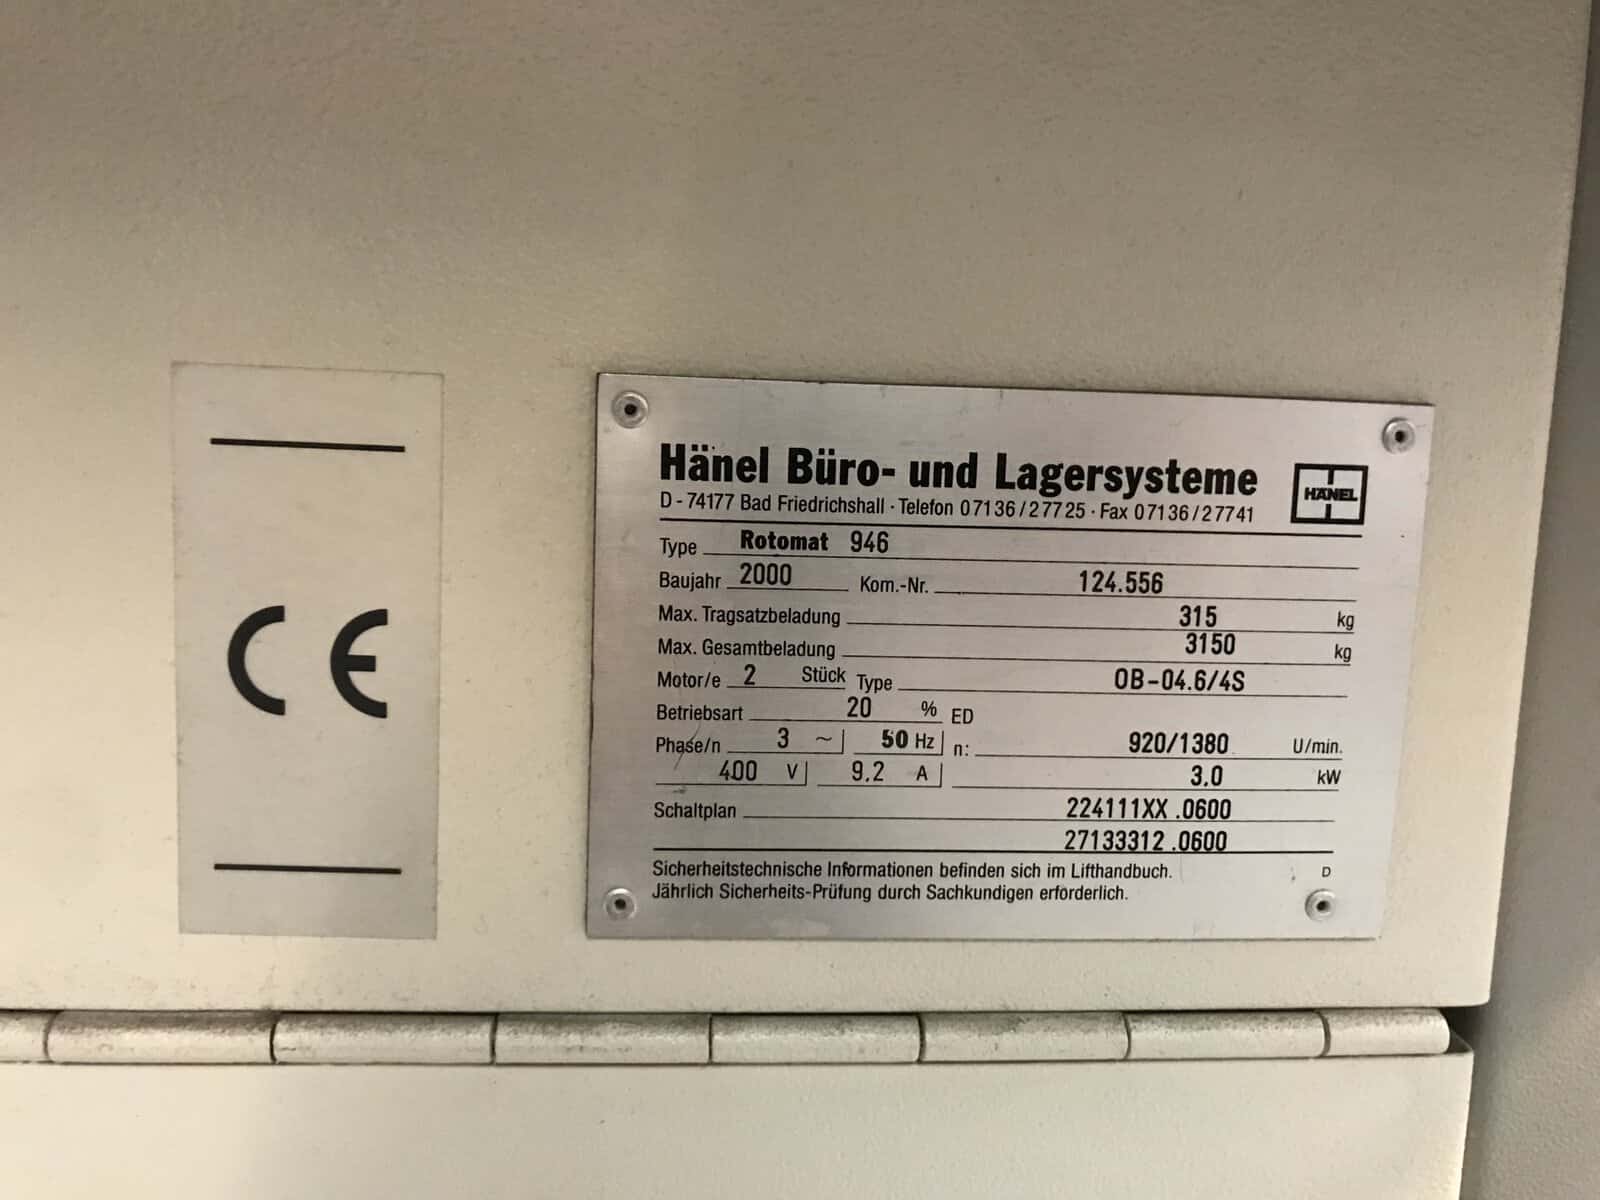 CE
Hänel Büro- und Lagersysteme
D-74177 Bad Friedrichshall · Telefon 07136/27725 · Fax 07136/27741
HÄNEL
Type Rotomat 946
Baujahr 2000 Kom.-Nr. 124.556
Max. Tragsatzbeladung 315 kg
Max. Gesamtbeladung 3150 kg
Motor/e 2 Stück Type OB-04.6/4S
Betriebsart 20 % ED
Phase/n 3 ~ 50 Hz n: 920/1380 U/min.
400 V 9.2 A 3.0 kW
Schaltplan 224111XX.0600
27133312.0600
Sicherheitstechnische Informationen befinden sich im Lifthandbuch. D
Jährlich Sicherheits-Prüfung durch Sachkundigen erforderlich.